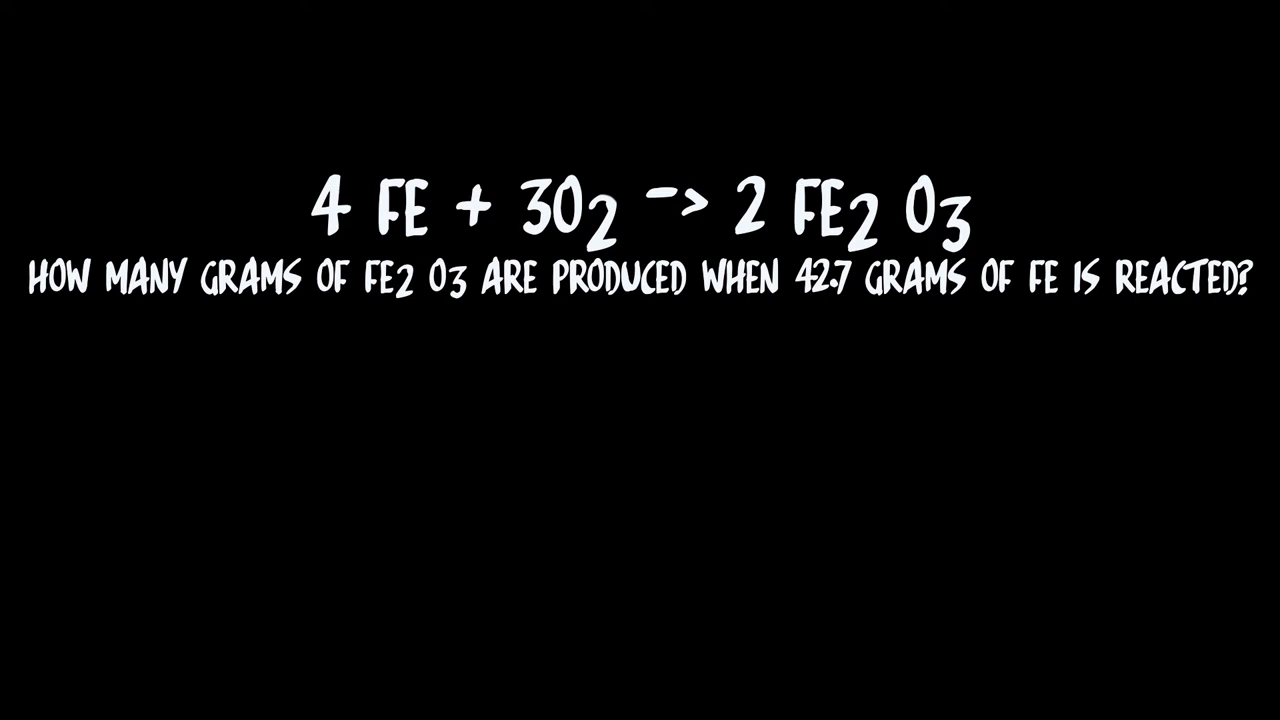 4 FE + 3O2 -> 2 FE2 O3
HOW MANY GRAMS OF FE2 O3 ARE PRODUCED WHEN 42.7 GRAMS OF FE IS REACTED?